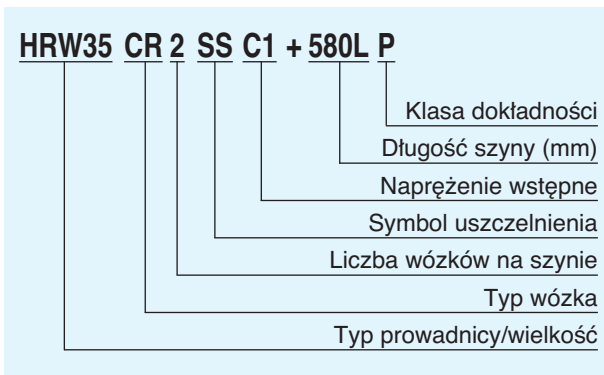 HRW35 CR 2 SS C1 + 580L P
Klasa dokładności
Długość szyny (mm)
Naprężenie wstępne
Symbol uszczelnienia
Liczba wózków na szynie
Typ wózka
Typ prowadnicy/wielkość